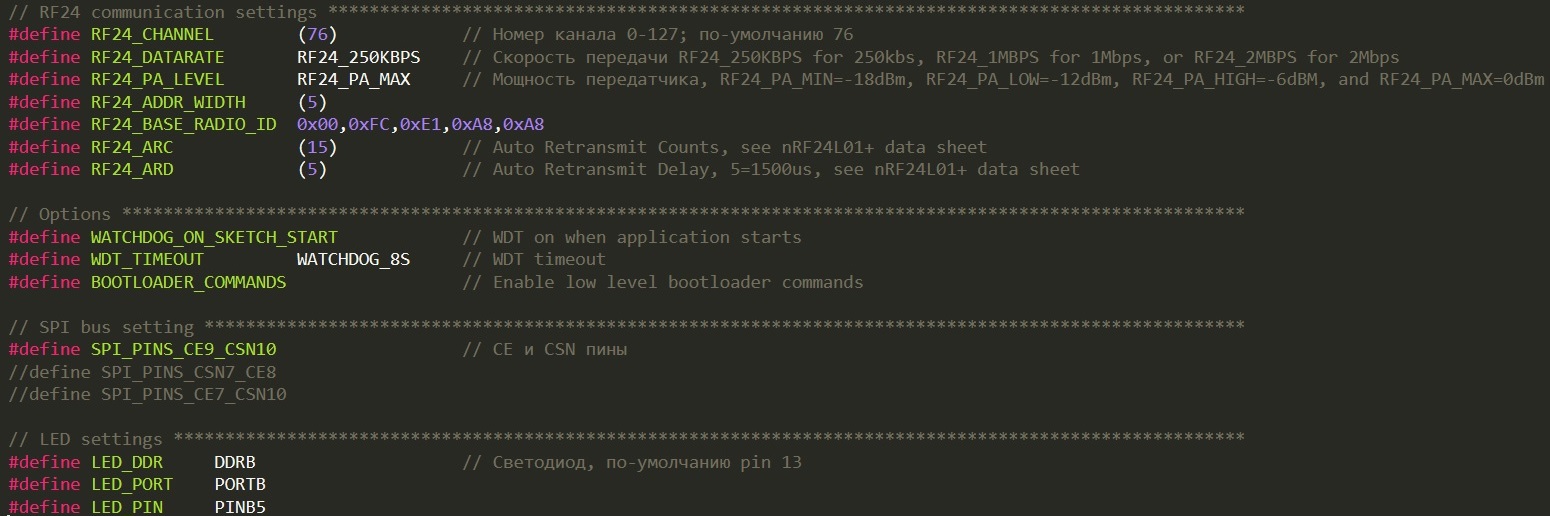 // RF24 communication settings *****************************************************************************************
#define RF24_CHANNEL        (76)            // Номер канала 0-127; по-умолчанию 76
#define RF24_DATARATE       RF24_250KBPS    // Скорость передачи RF24_250KBPS for 250kbs, RF24_1MBPS for 1Mbps, or RF24_2MBPS for 2Mbps
#define RF24_PA_LEVEL       RF24_PA_MAX     // Мощность передатчика, RF24_PA_MIN=-18dBm, RF24_PA_LOW=-12dBm, RF24_PA_HIGH=-6dBM, and RF24_PA_MAX=0dBm
#define RF24_ADDR_WIDTH     (5)
#define RF24_BASE_RADIO_ID  0x00,0xFC,0xE1,0xA8,0xA8
#define RF24_ARC            (15)            // Auto Retransmit Counts, see nRF24L01+ data sheet
#define RF24_ARD            (5)             // Auto Retransmit Delay, 5=1500us, see nRF24L01+ data sheet
// Options *************************************************************************************************************
#define WATCHDOG_ON_SKETCH_START            // WDT on when application starts
#define WDT_TIMEOUT         WATCHDOG_8S     // WDT timeout
#define BOOTLOADER_COMMANDS                 // Enable low level bootloader commands
// SPI bus setting *****************************************************************************************************
#define SPI_PINS_CE9_CSN10                  // CE и CSN пины
//define SPI_PINS_CSN7_CE8
//define SPI_PINS_CE7_CSN10
// LED settings ********************************************************************************************************
#define LED_DDR     DDRB                    // Светодиод, по-умолчанию pin 13
#define LED_PORT    PORTB
#define LED_PIN     PINB5